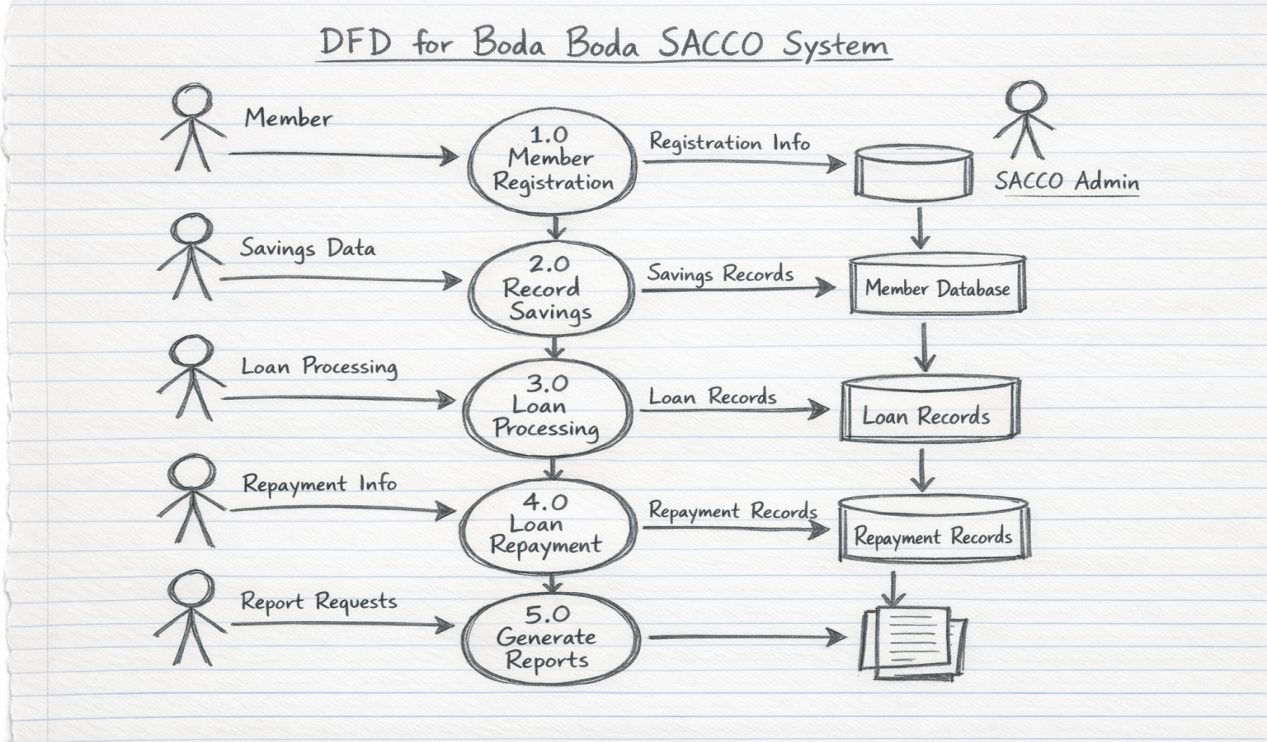 DFD for Boda Boda SACCO System
Member
1.0
Member
Registration
Registration Info
SACCO Admin
Savings Data
2.0
Record
Savings
Savings Records
Member Database
Loan Processing
3.0
Loan
Processing
Loan Records
Loan Records
Repayment Info
4.0
Loan
Repayment
Repayment Records
Repayment Records
Report Requests
5.0
Generate
Reports